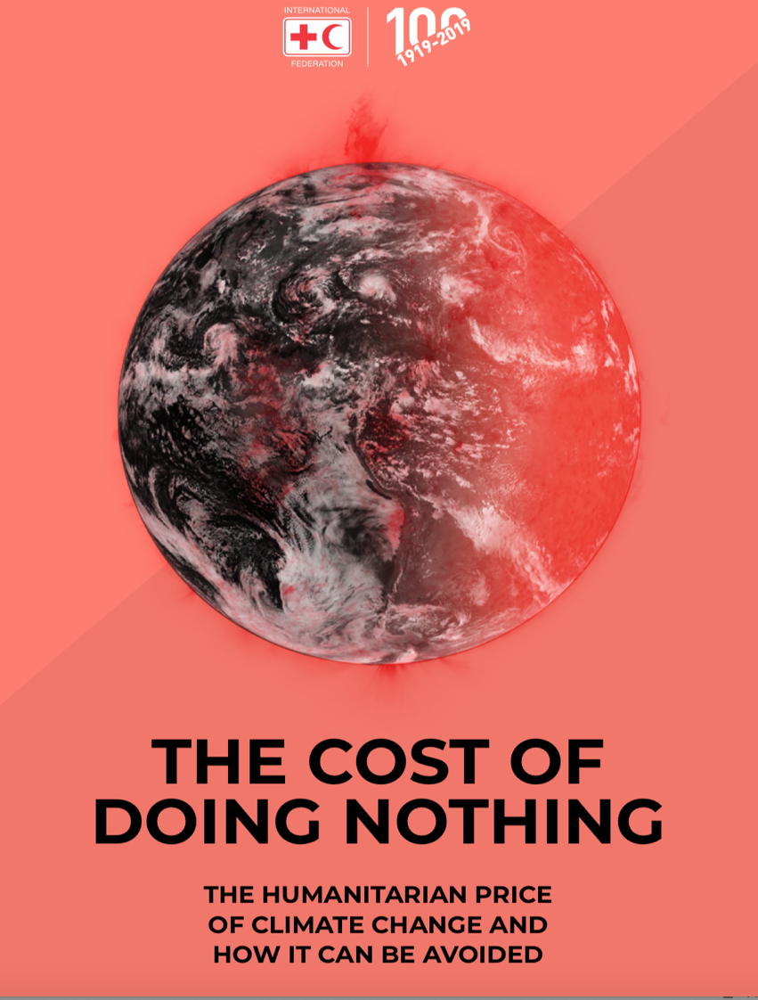 INTERNATIONAL
FEDERATION
100
1919-2019
THE COST OF
DOING NOTHING
THE HUMANITARIAN PRICE
OF CLIMATE CHANGE AND
HOW IT CAN BE AVOIDED